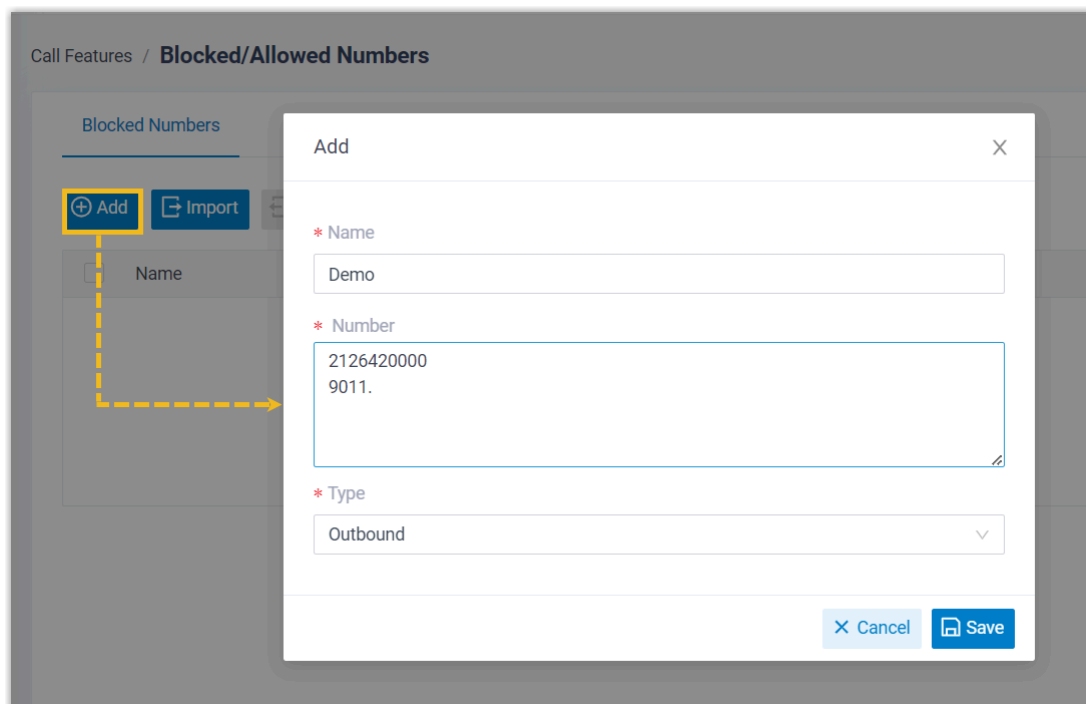 Call Features / Blocked/Allowed Numbers
Blocked Numbers
Add
Import
Name
Add
* Name
Demo
* Number
2126420000
9011.
* Type
Outbound
Cancel
Save